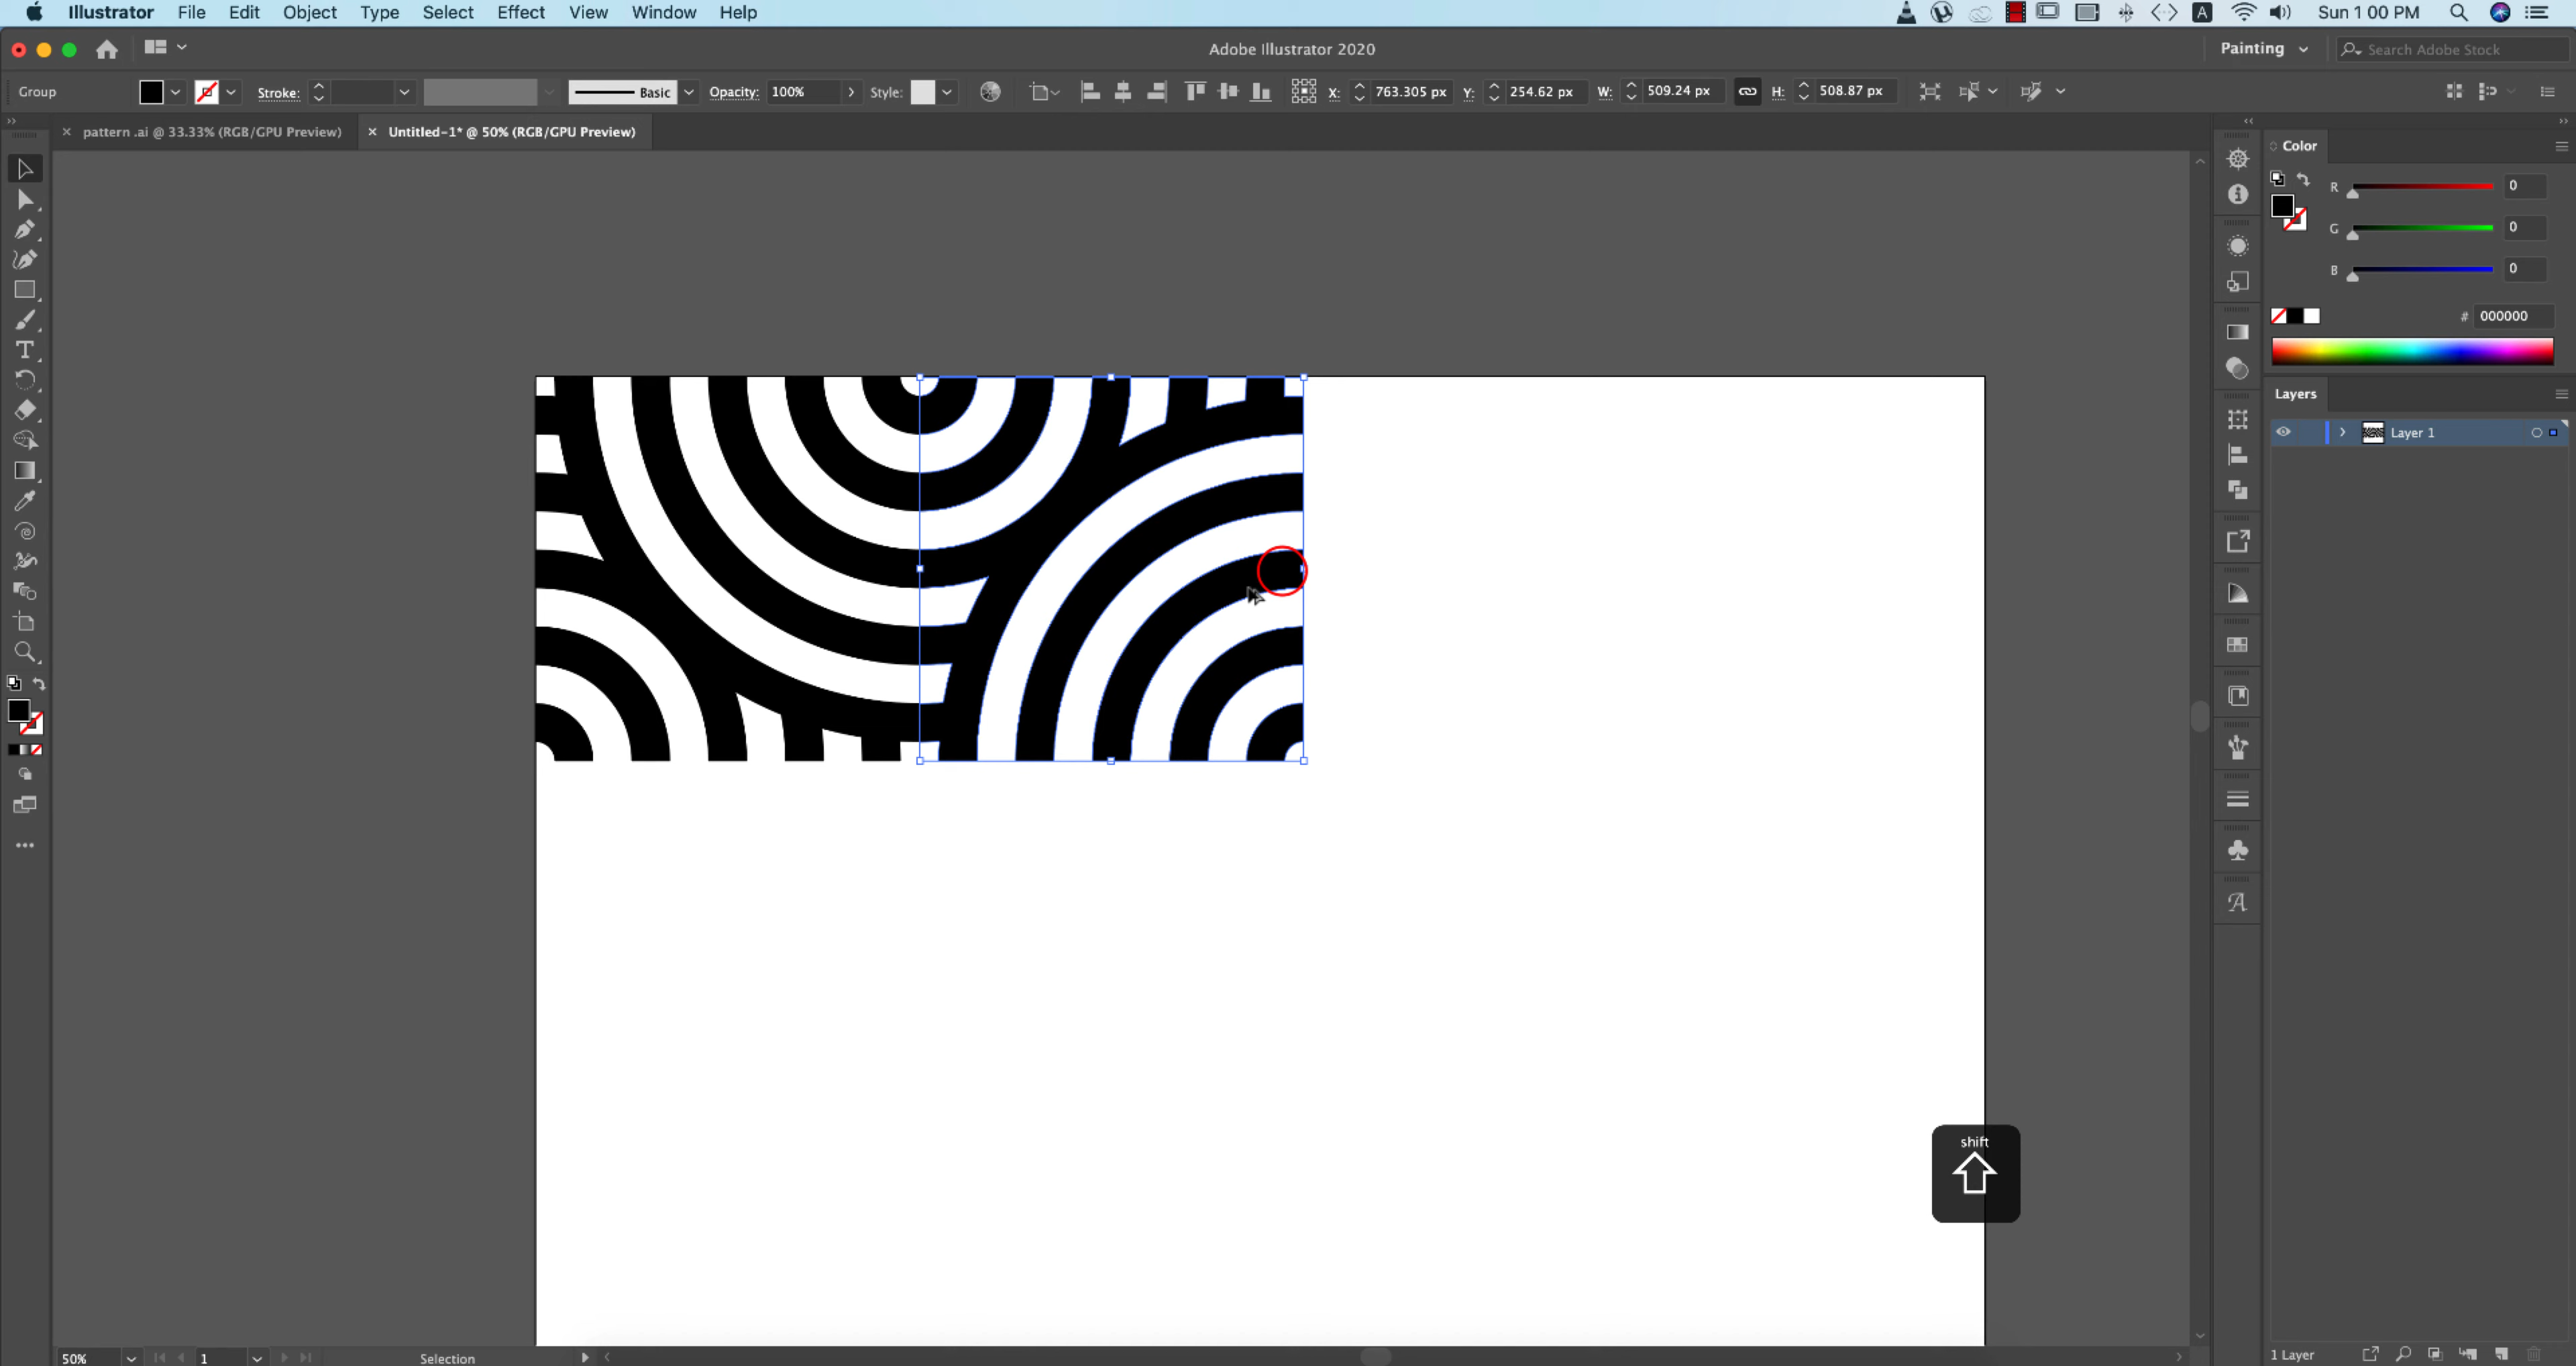 Illustrator File Edit Object Type Select Effect View Window Help A Sun 1 00 PM
Adobe Illustrator 2020 Painting Search Adobe Stock
Group Stroke: Basic Opacity: 100% Style: X: 763.305 px Y: 254.62 px W: 509.24 px H: 508.87 px
pattern .ai @ 33.33% (RGB/GPU Preview) Untitled-1* @ 50% (RGB/GPU Preview)
Color
R 0
G 0
B 0
# 000000
Layers
Layer 1
shift
50% 1 Selection 1 Layer